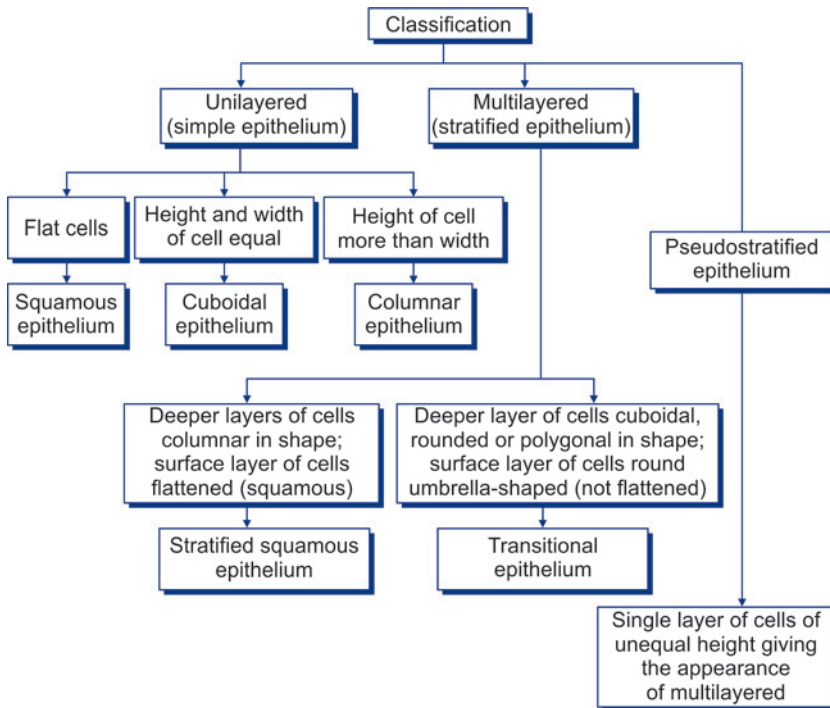 Classification
Unilayered
(simple epithelium)
Multilayered
(stratified epithelium)
Flat cells
Height and width
of cell equal
Height of cell
more than width
Pseudostratified
epithelium
Squamous
epithelium
Cuboidal
epithelium
Columnar
epithelium
Deeper layers of cells
columnar in shape;
surface layer of cells
flattened (squamous)
Deeper layer of cells cuboidal,
rounded or polygonal in shape;
surface layer of cells round
umbrella-shaped (not flattened)
Stratified squamous
epithelium
Transitional
epithelium
Single layer of cells of
unequal height giving
the appearance
of multilayered